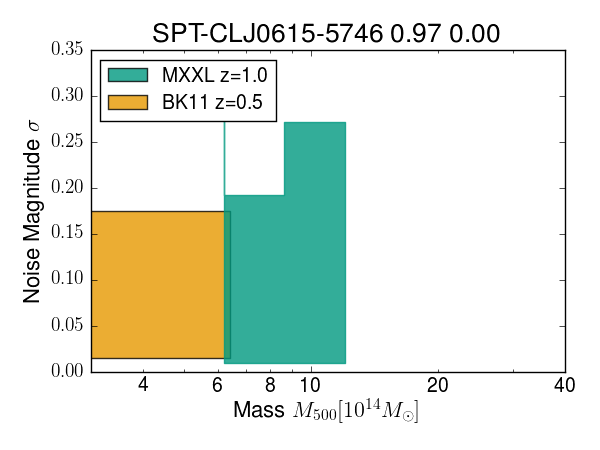 SPT-CLJ0615-5746 0.97 0.00
0.35
0.30
0.25
0.20
0.15
0.10
0.05
0.00
Noise Magnitude σ
MXXL z=1.0
BK11 z=0.5
4 6 8 10 20 40
Mass M₅₀₀[10¹⁴M⊙]